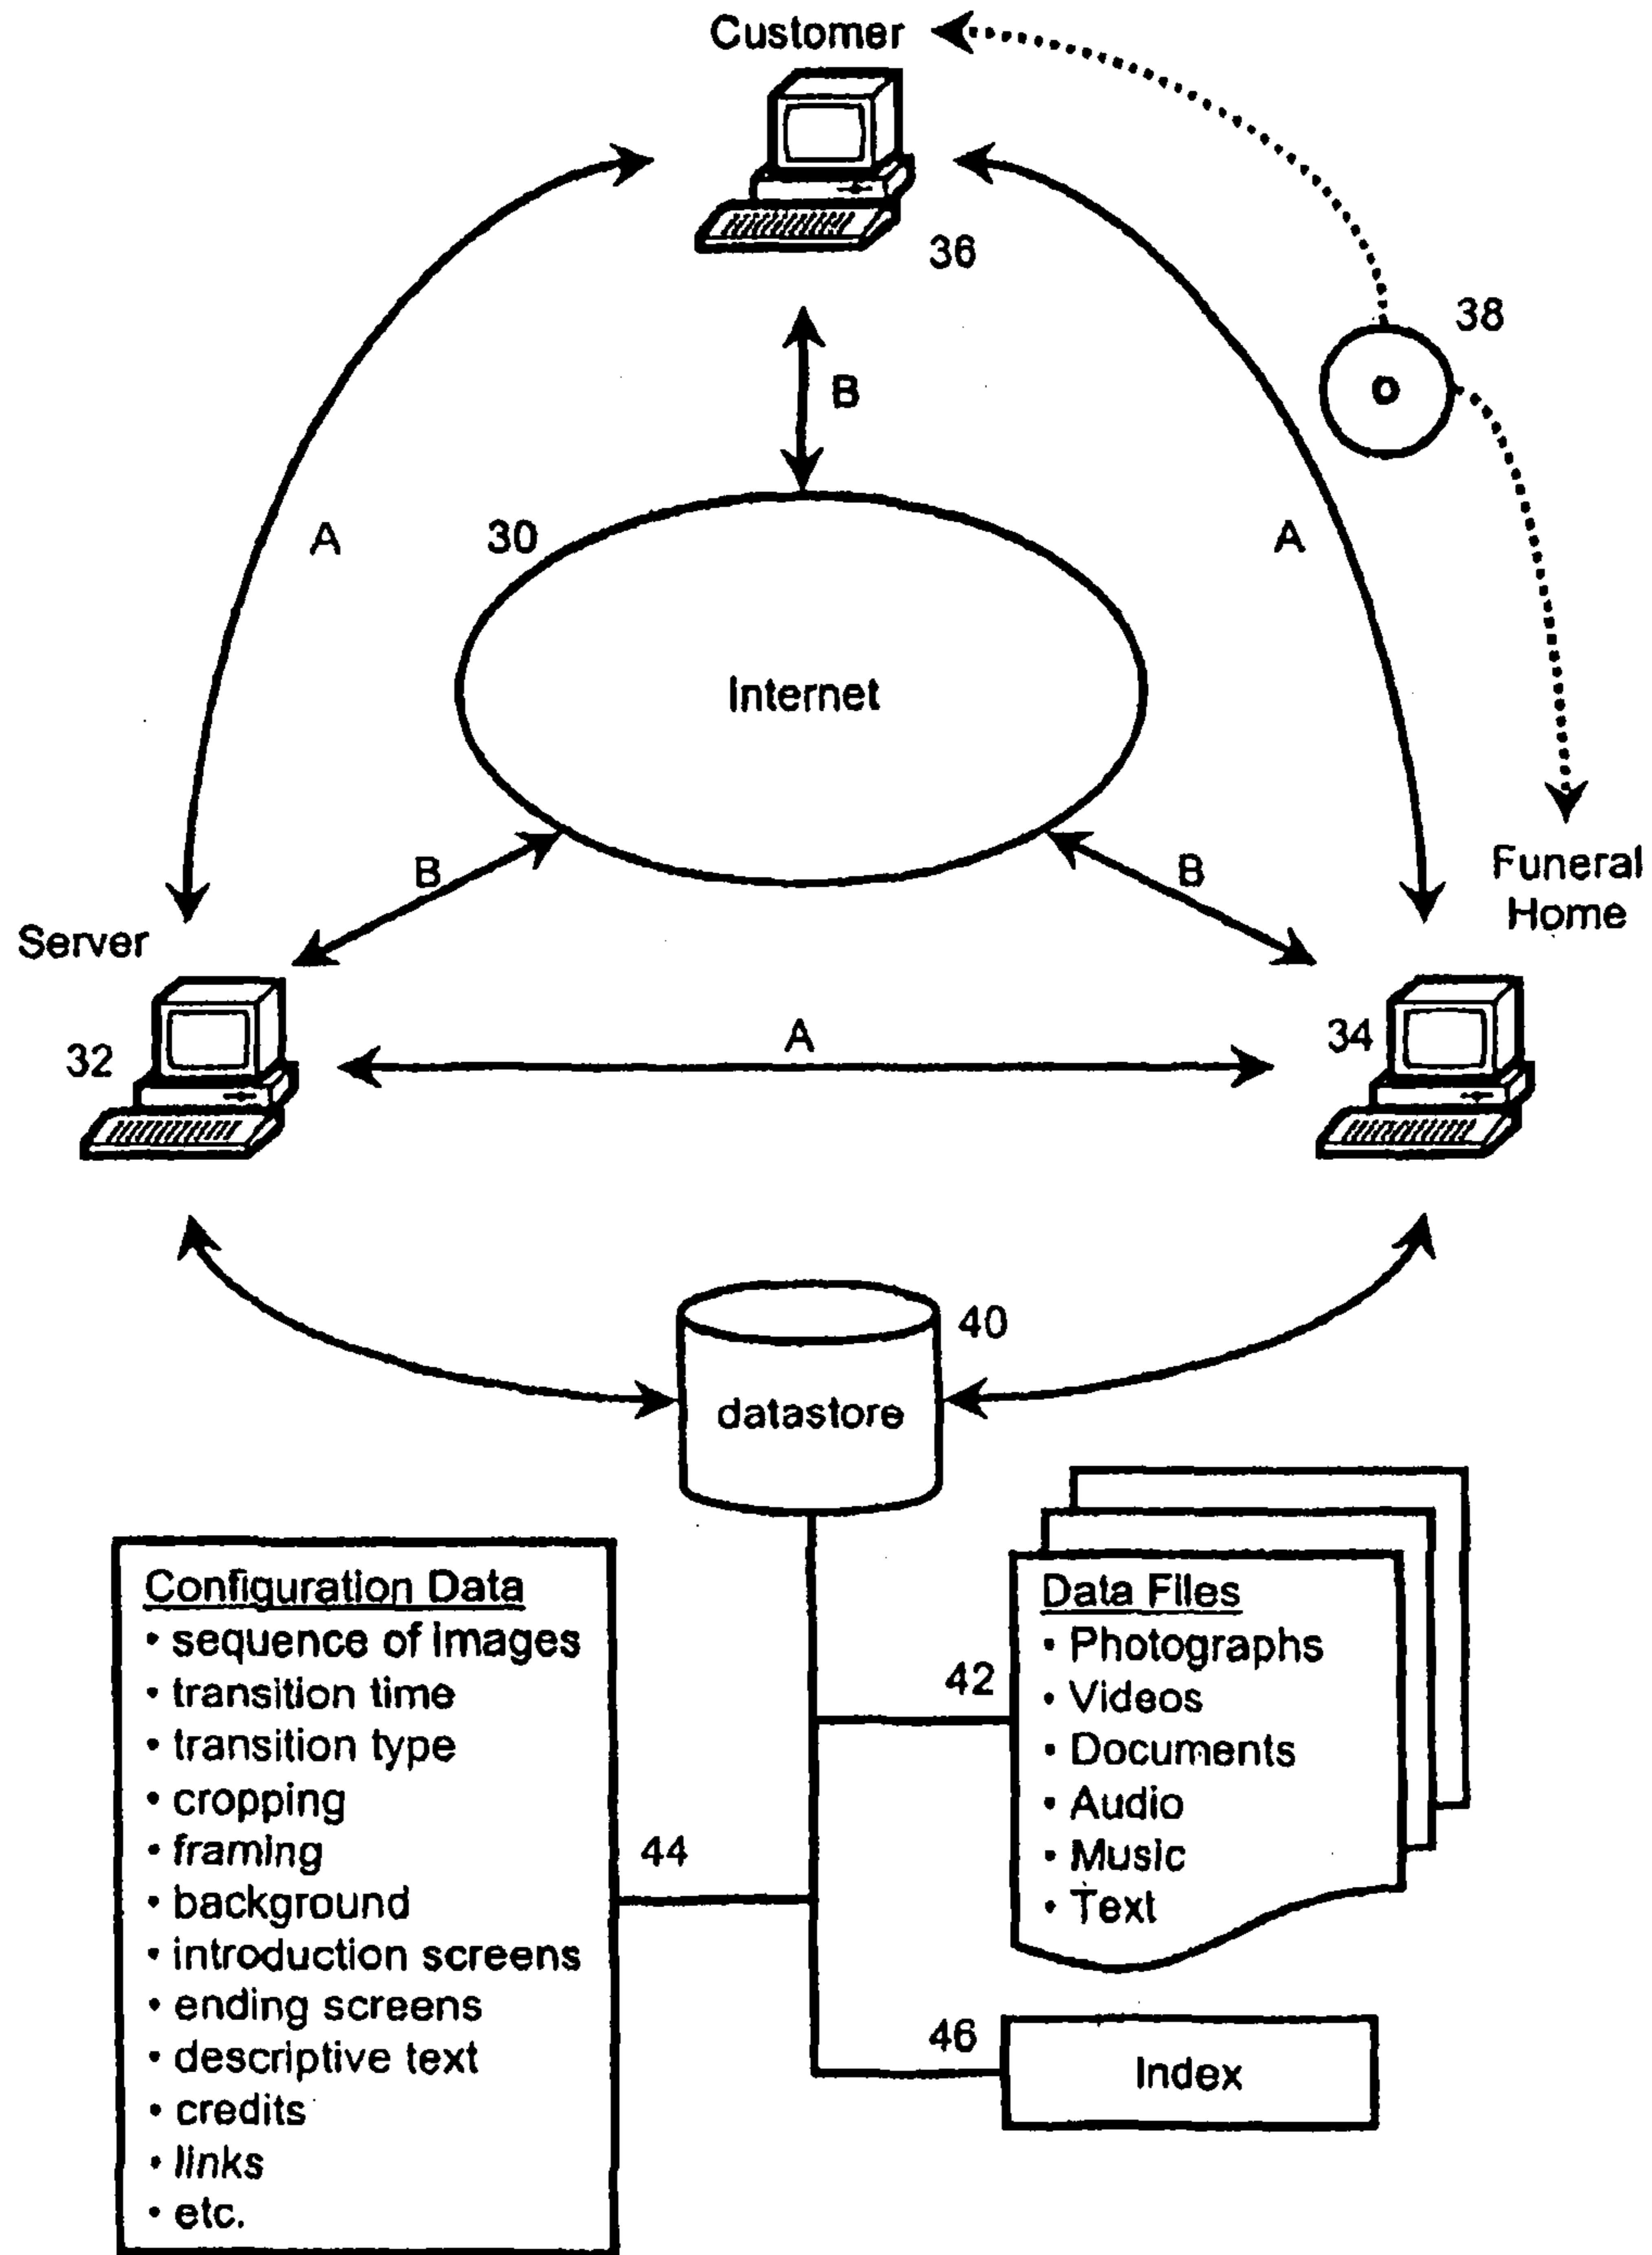 Customer
36
38
B
A
30
A
Internet
B
B
Funeral
Home
Server
A
32
34
40
datastore
Configuration Data
• sequence of images
• transition time
• transition type
• cropping
• framing
• background
• introduction screens
• ending screens
• descriptive text
• credits
• links
• etc.
44
42
Data Files
• Photographs
• Videos
• Documents
• Audio
• Music
• Text
46
Index